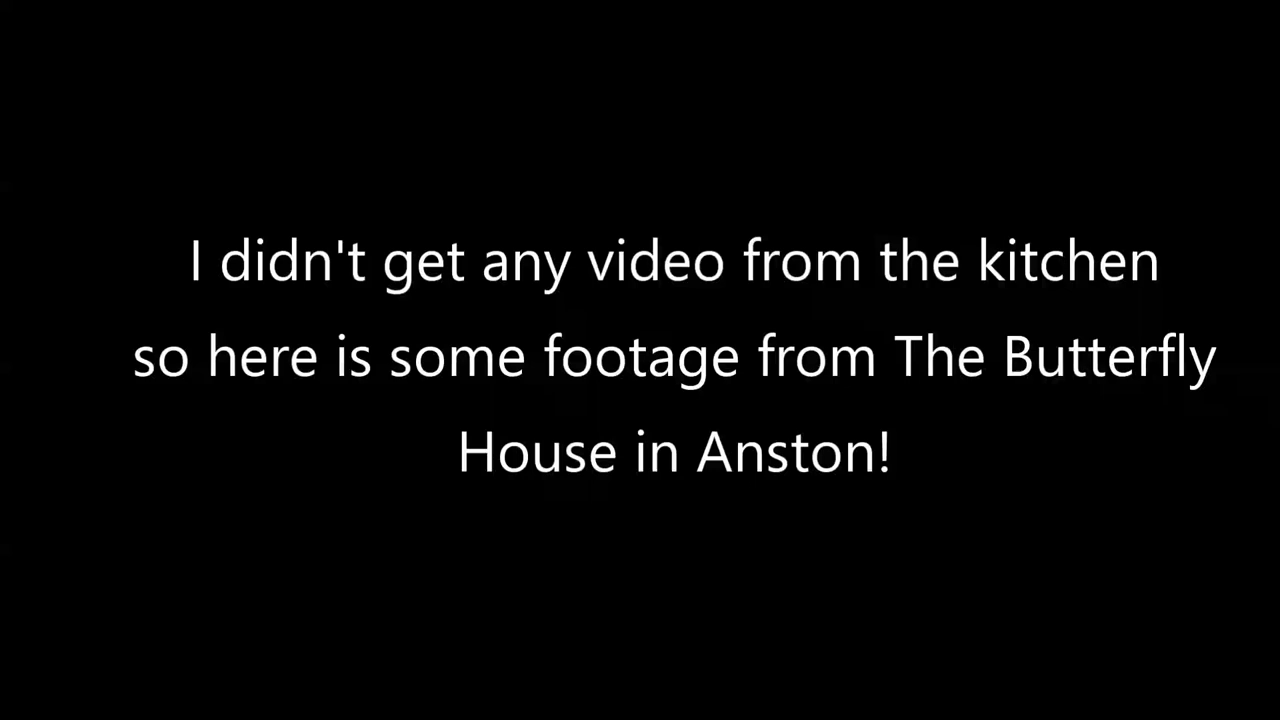 I didn't get any video from the kitchen
so here is some footage from The Butterfly
House in Anston!